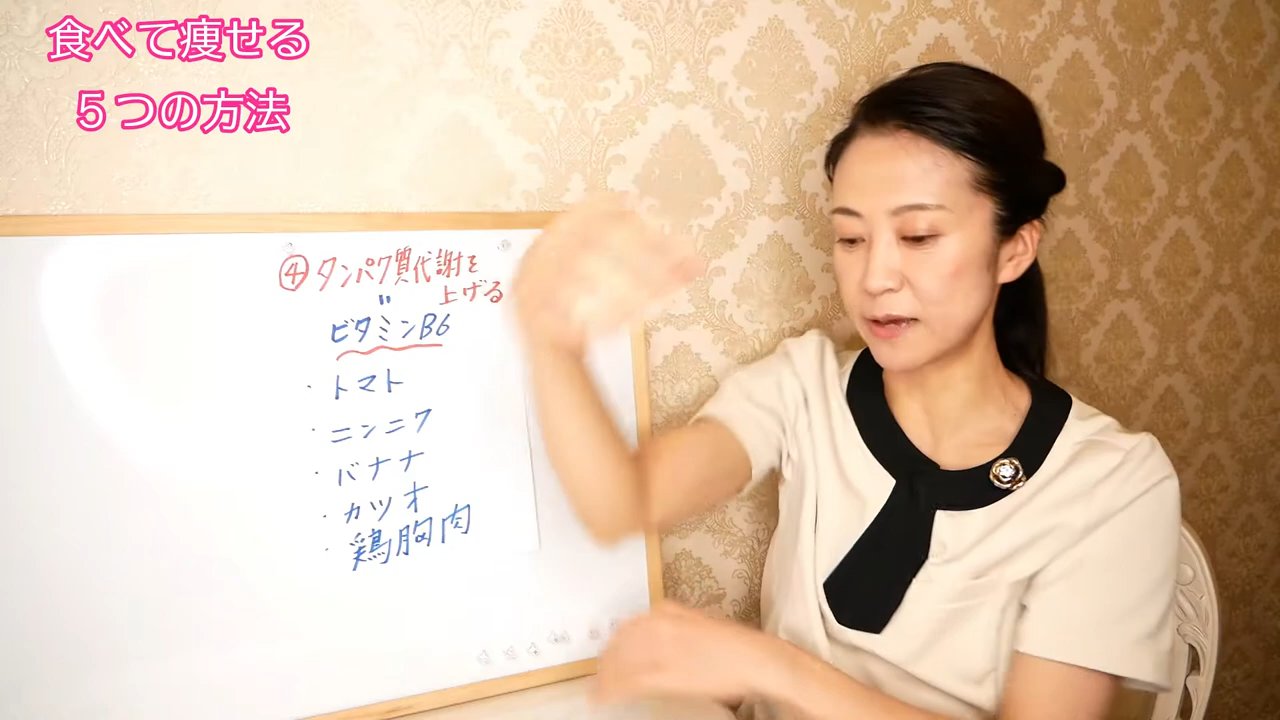 食べて痩せる
５つの方法
④タンパク質代謝を
上げる
〃
ビタミンB6
・トマト
・ニンニク
・バナナ
・カツオ
・鶏胸肉